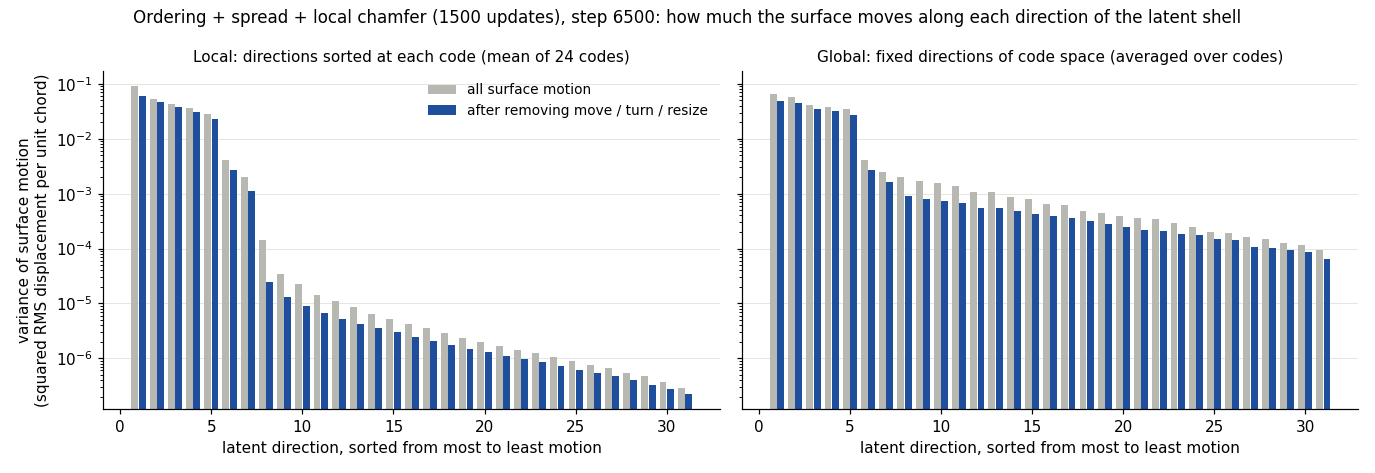 Ordering + spread + local chamfer (1500 updates), step 6500: how much the surface moves along each direction of the latent shell
Local: directions sorted at each code (mean of 24 codes)
Global: fixed directions of code space (averaged over codes)
variance of surface motion
(squared RMS displacement per unit chord)
10⁻¹
10⁻²
10⁻³
10⁻⁴
10⁻⁵
10⁻⁶
all surface motion
after removing move / turn / resize
0 5 10 15 20 25 30
0 5 10 15 20 25 30
latent direction, sorted from most to least motion
latent direction, sorted from most to least motion